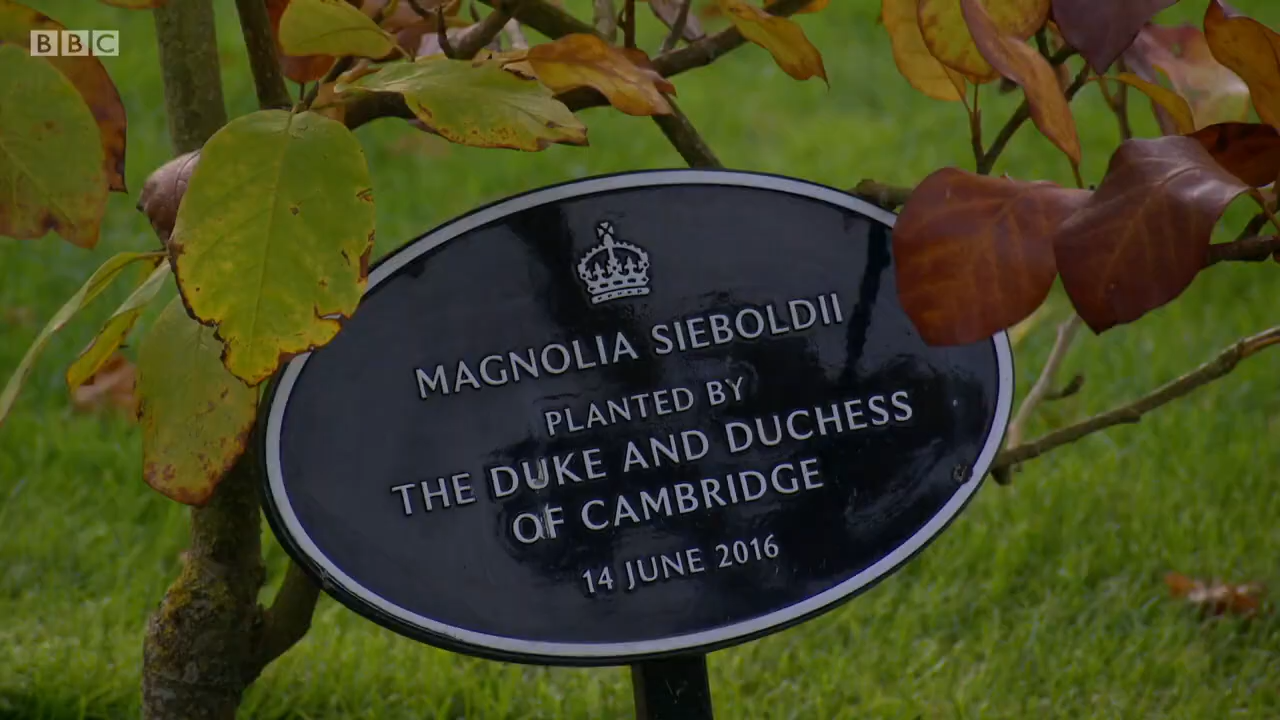 BBC
MAGNOLIA SIEBOLDII
PLANTED BY
THE DUKE AND DUCHESS
OF CAMBRIDGE
14 JUNE 2016